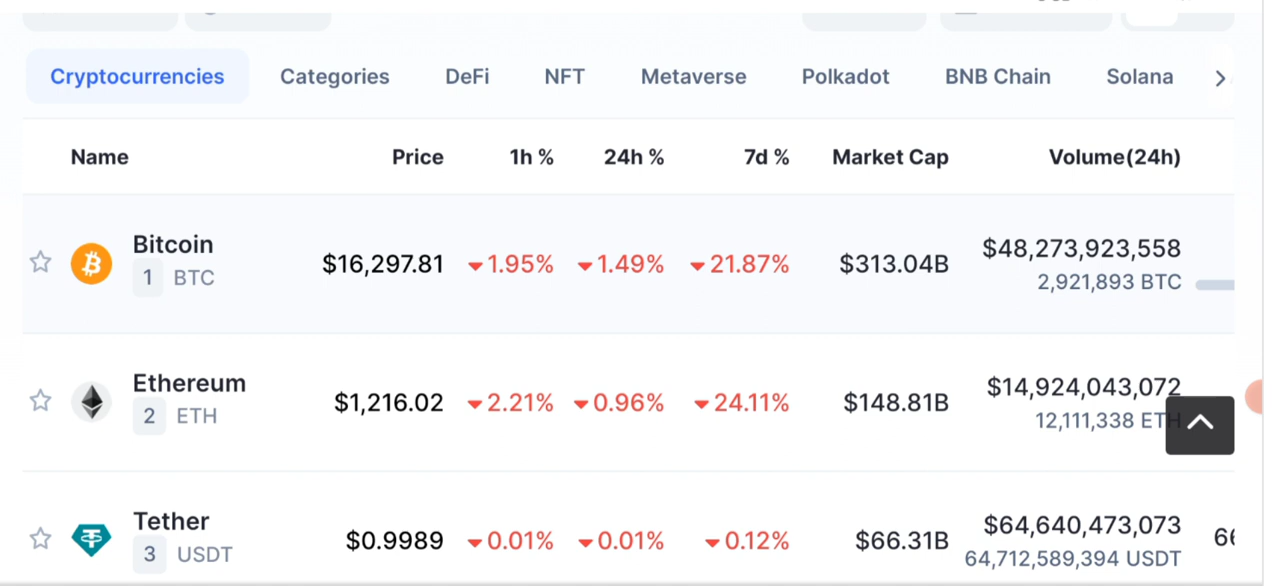 Cryptocurrencies Categories DeFi NFT Metaverse Polkadot BNB Chain Solana
Name Price 1h % 24h % 7d % Market Cap Volume(24h)
Bitcoin
1 BTC
$16,297.81 1.95% 1.49% 21.87% $313.04B
$48,273,923,558
2,921,893 BTC
Ethereum
2 ETH
$1,216.02 2.21% 0.96% 24.11% $148.81B
$14,924,043,072
12,111,338 ETH
Tether
3 USDT
$0.9989 0.01% 0.01% 0.12% $66.31B
$64,640,473,073
64,712,589,394 USDT